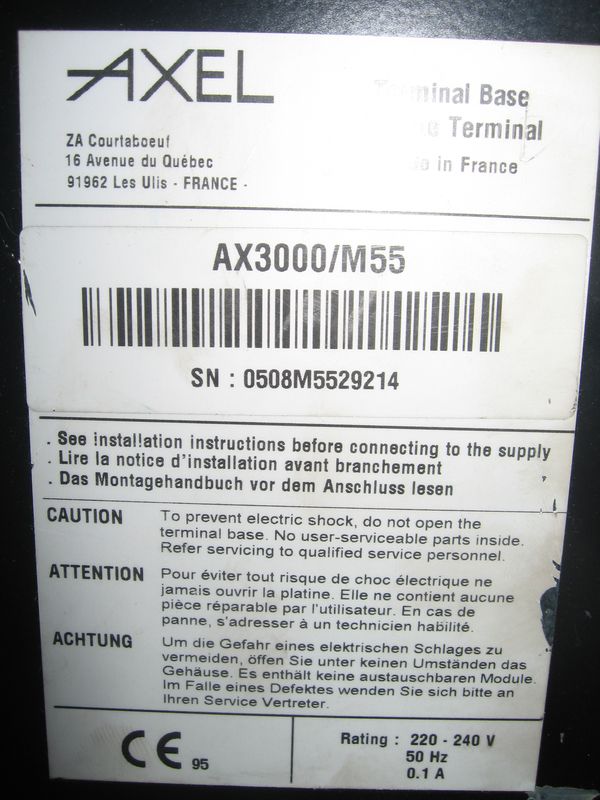 AXEL
Terminal Base
Terminal
in France
ZA Courtaboeuf
16 Avenue du Québec
91962 Les Ulis - FRANCE -
AX3000/M55
SN : 0508M5529214
. See installation instructions before connecting to the supply
. Lire la notice d'installation avant branchement
. Das Montagehandbuch vor dem Anschluss lesen
CAUTION To prevent electric shock, do not open the
terminal base. No user-serviceable parts inside.
Refer servicing to qualified service personnel.
ATTENTION Pour éviter tout risque de choc électrique ne
jamais ouvrir la platine. Elle ne contient aucune
pièce réparable par l'utilisateur. En cas de
panne, s'adresser à un technicien habilité.
ACHTUNG Um die Gefahr eines elektrischen Schlages zu
vermeiden, öffen Sie unter keinen Umständen das
Gehäuse. Es enthält keine austauschbaren Module.
Im Falle eines Defektes wenden Sie sich bitte an
Ihren Service Vertreter.
CE 95
Rating : 220 - 240 V
50 Hz
0.1 A